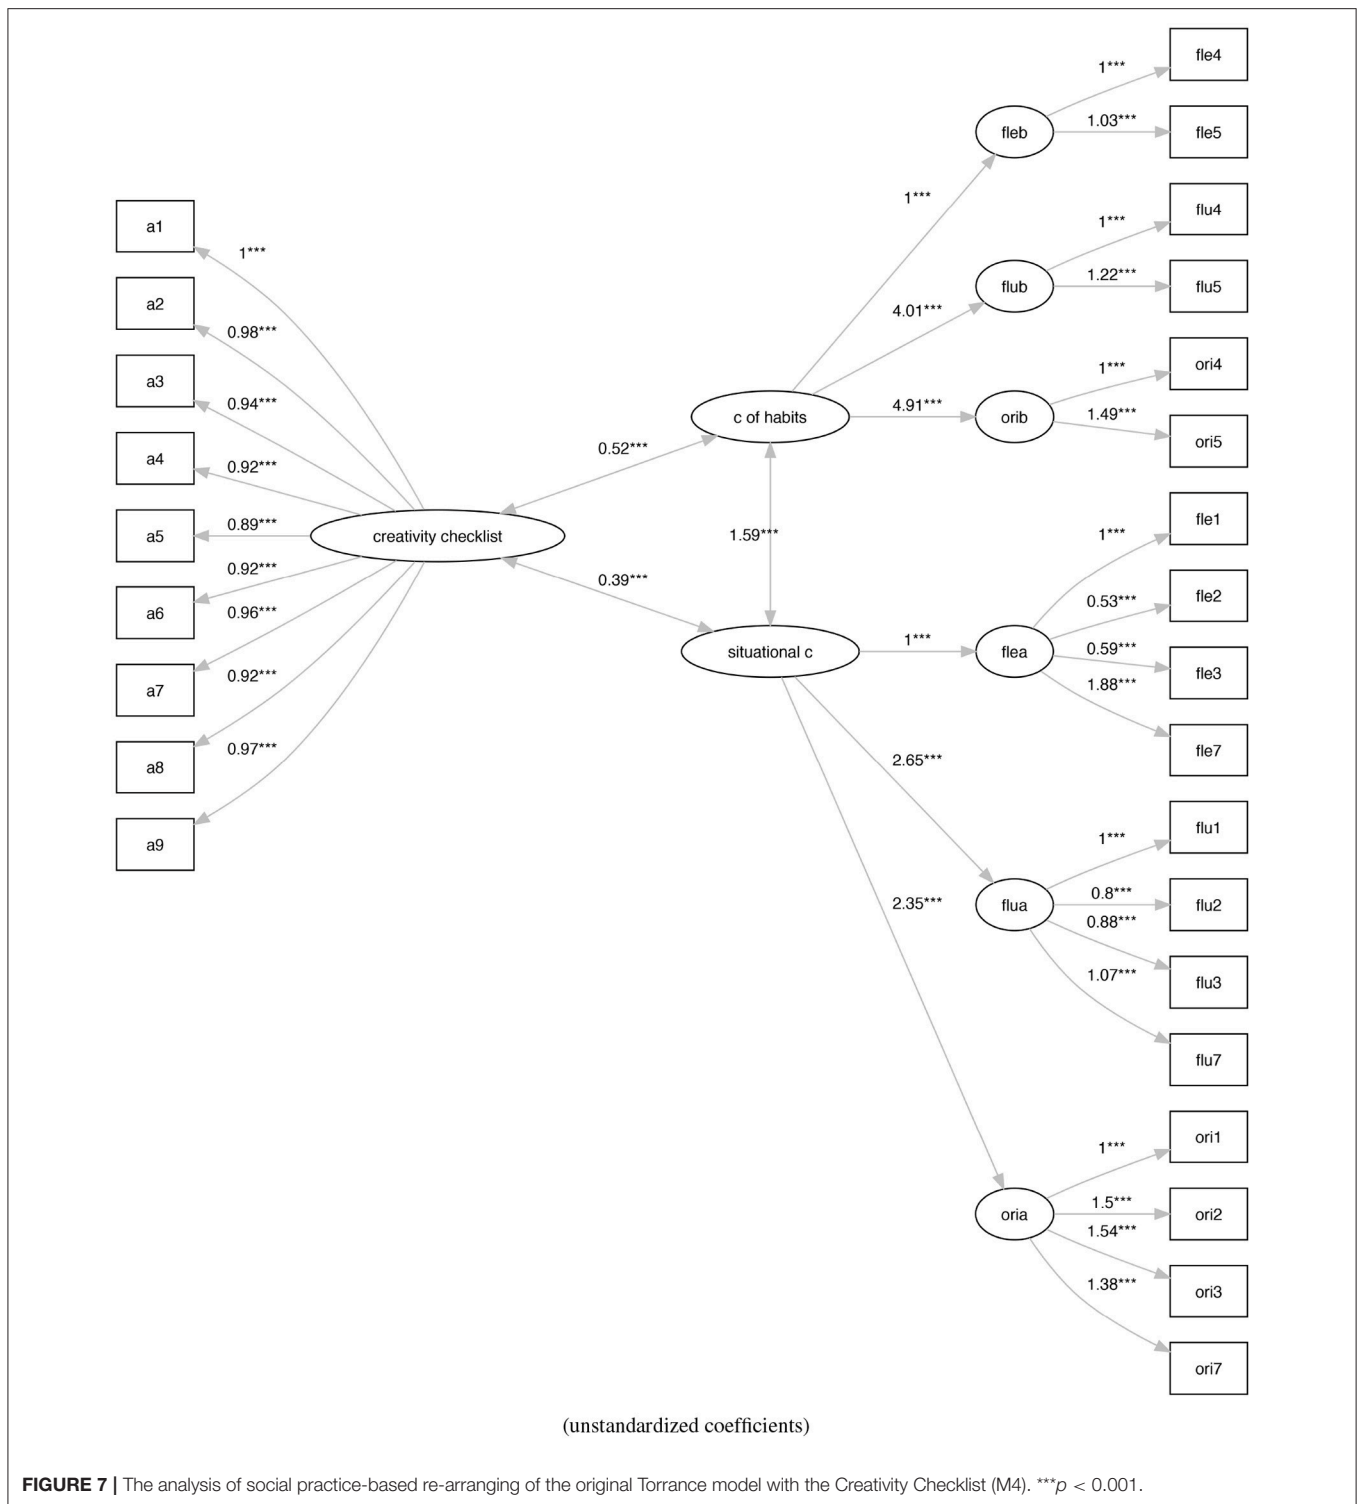 fle4
1***
fleb
1.03***
fle5
1***
flu4
1***
a1
1***
flub
1.22***
flu5
4.01***
a2
0.98***
ori4
1***
a3
0.94***
c of habits
4.91***
orib
1.49***
ori5
0.52***
a4
0.92***
fle1
1***
a5
0.89***
creativity checklist
1.59***
0.92***
0.39***
0.53***
fle2
a6
0.96***
situational c
1***
flea
0.59***
fle3
0.92***
1.88***
a7
fle7
0.97***
2.65***
a8
flu1
1***
a9
2.35***
flua
0.8***
flu2
0.88***
1.07***
flu3
flu7
ori1
1***
oria
1.5***
ori2
1.54***
1.38***
ori3
ori7
(unstandardized coefficients)
FIGURE 7 | The analysis of social practice-based re-arranging of the original Torrance model with the Creativity Checklist (M4). ***p < 0.001.